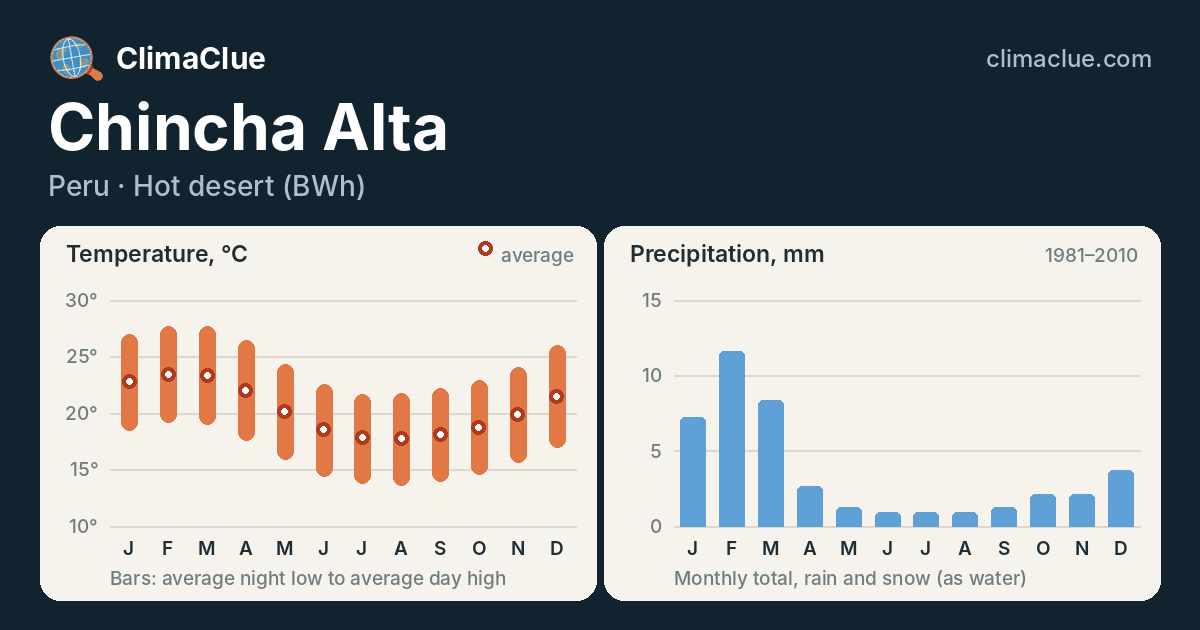 ClimaClue
climaclue.com
Chincha Alta
Peru · Hot desert (BWh)
Temperature, °C
average
30°
25°
20°
15°
10°
J F M A M J J A S O N D
Bars: average night low to average day high
Precipitation, mm
1981–2010
15
10
5
0
J F M A M J J A S O N D
Monthly total, rain and snow (as water)